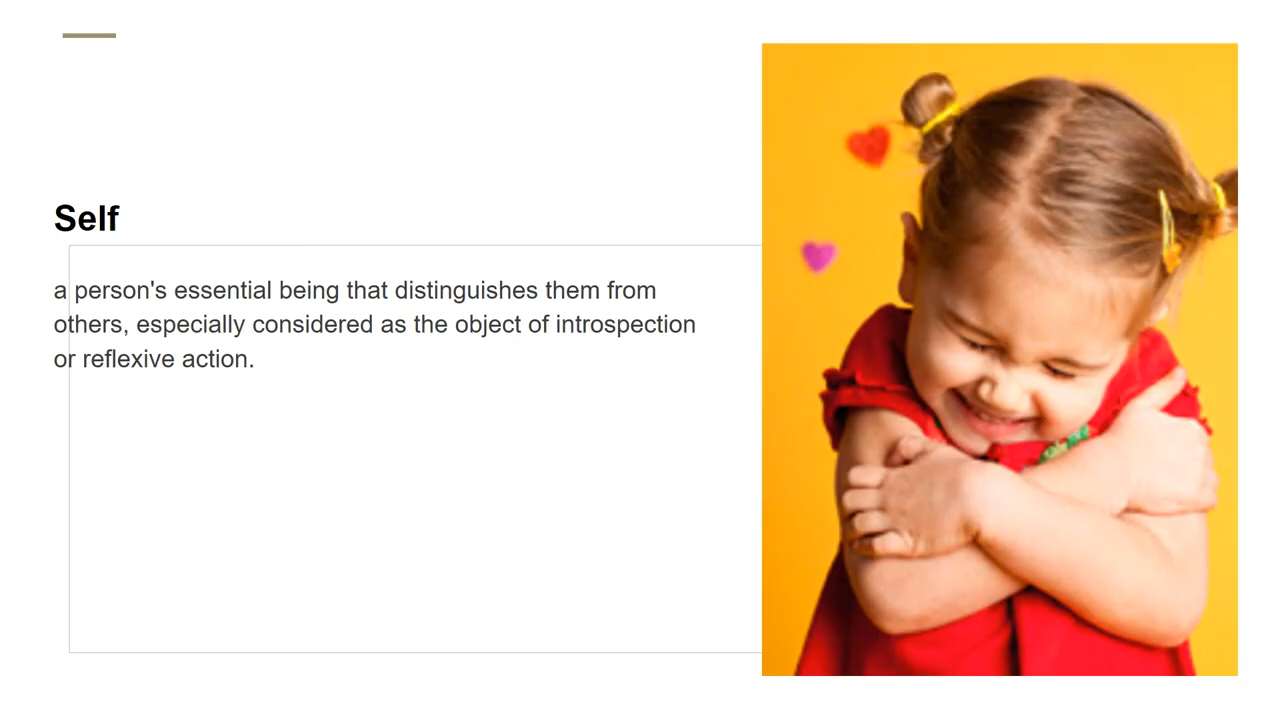 Self
a person's essential being that distinguishes them from
others, especially considered as the object of introspection
or reflexive action.